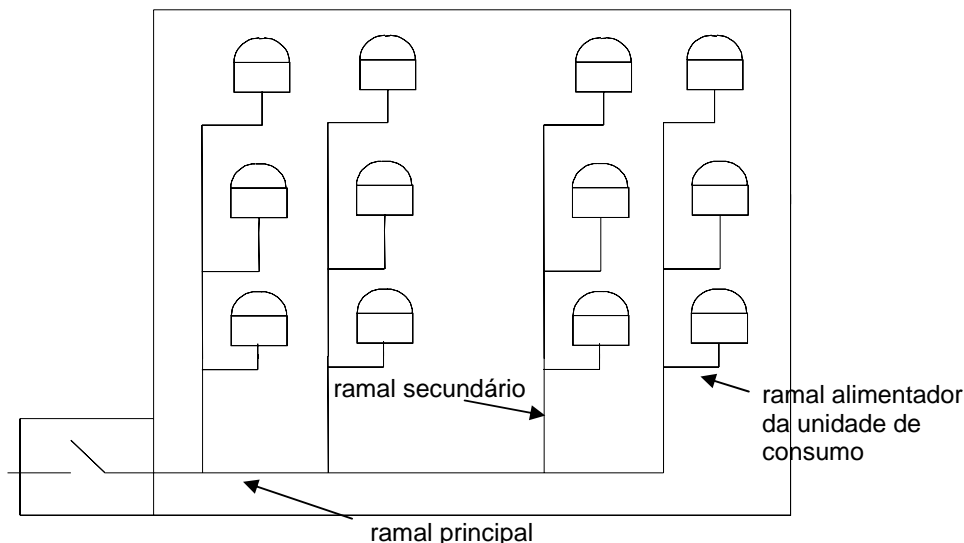 ramal secundário
ramal alimentador
da unidade de
consumo
ramal principal